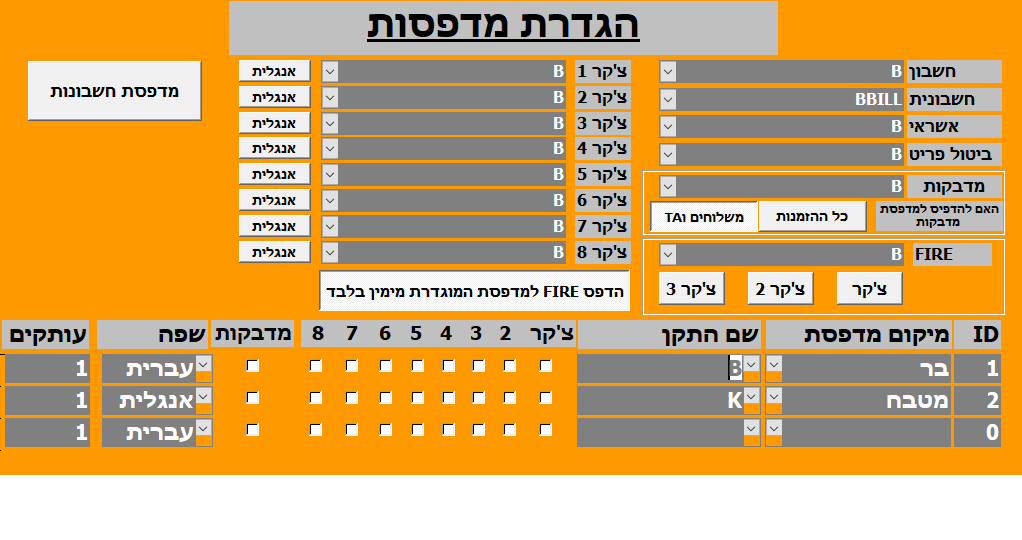 הגדרת מדפסות
חשבון B
חשבונית BBILL
אשראי B
ביטול פריט B
מדבקות B
האם להדפיס למדפסת מדבקות
כל ההזמנות
משלוחים וTA
FIRE B
צ'קר
צ'קר 2
צ'קר 3
צ'קר 1 B אנגלית
צ'קר 2 B אנגלית
צ'קר 3 B אנגלית
צ'קר 4 B אנגלית
צ'קר 5 B אנגלית
צ'קר 6 B אנגלית
צ'קר 7 B אנגלית
צ'קר 8 B אנגלית
הדפס FIRE למדפסת המוגדרת מימין בלבד
מדפסת חשבונות
ID מיקום מדפסת שם התקן צ'קר 2 3 4 5 6 7 8 מדבקות שפה עותקים
1 בר B עברית 1
2 מטבח K אנגלית 1
0 עברית 1